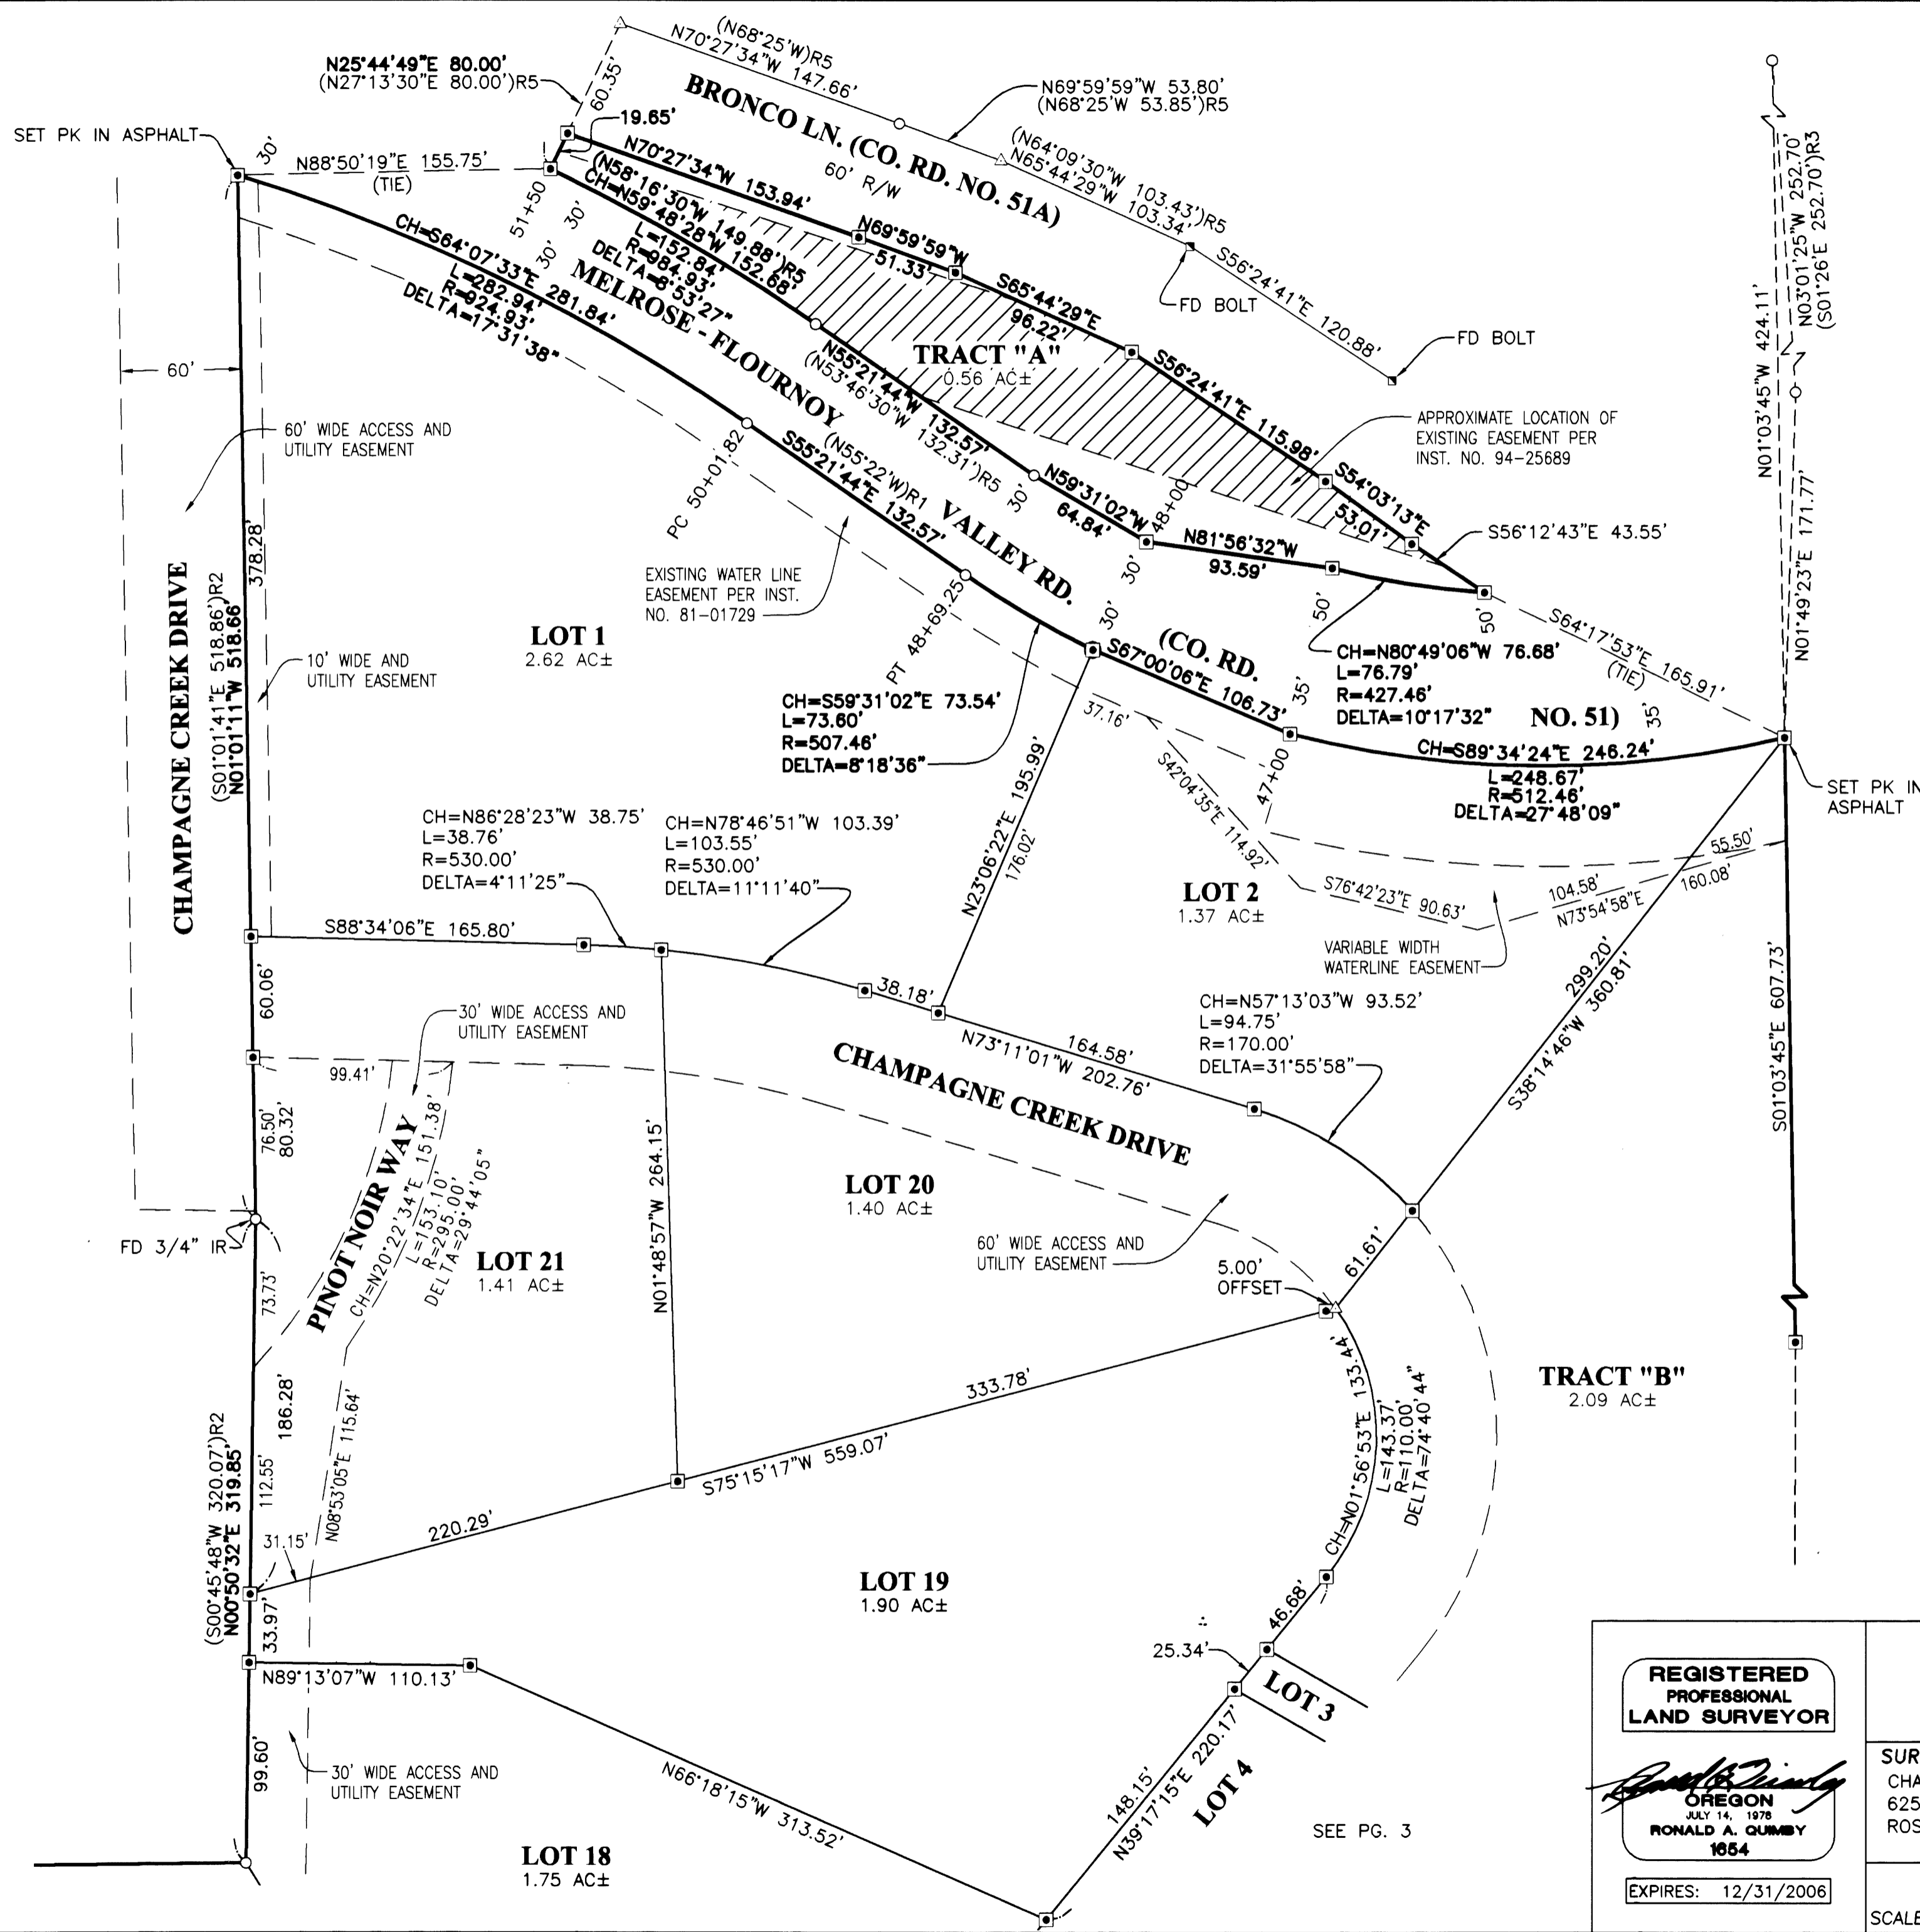 (N68°25'W)R5
N70°27'34"W 147.66'
N25°44'49"E 80.00'
(N27°13'30"E 80.00')R5
60.35'
19.65'
BRONCO LN. (CO. RD. NO. 51A)
60' R/W
N69°59'59"W 53.80'
(N68°25'W 53.85')R5
(N64°09'30"W 103.43')R5
N65°44'29"W 103.34'
SET PK IN ASPHALT
30'
N88°50'19"E 155.75'
(TIE)
N70°27'34"W 153.94'
(N58°16'30"W 149.88')R5
CH=N59°48'28"W 152.68'
L=152.84'
R=984.93'
DELTA=8°53'27"
51+50
30'
30'
N69°59'59"W
51.33'
S65°44'29"E
96.22'
S56°24'41"E 120.88'
FD BOLT
FD BOLT
N03°01'25"W 252.70'
(S01°26'E 252.70')R3
N01°03'45"W 424.11'
N01°49'23"E 171.77'
CH=S64°07'33"E 281.84'
L=282.94'
R=924.93'
DELTA=17°31'38"
MELROSE - FLOURNOY
VALLEY RD.
(CO. RD.
NO. 51)
TRACT "A"
0.56 AC±
60'
60' WIDE ACCESS AND
UTILITY EASEMENT
N55°21'44"W 132.57'
(N53°46'30"W 132.31')R5
S56°24'41"E 115.98'
APPROXIMATE LOCATION OF
EXISTING EASEMENT PER
INST. NO. 94-25689
S54°03'13"E
53.01'
S56°12'43"E 43.55'
PC 50+01.82
S55°21'44"E 132.57'
(N55°22'W)R1
30'
N59°31'02"W
64.84'
48+00
N81°56'32"W
93.59'
EXISTING WATER LINE
EASEMENT PER INST.
NO. 81-01729
PT 48+69.25
30'
30'
50'
50'
S64°17'53"E 165.91'
(TIE)
CHAMPAGNE CREEK DRIVE
(S01°01'41"E 518.86')R2
N01°01'11"W 518.66'
378.28'
LOT 1
2.62 AC±
10' WIDE AND
UTILITY EASEMENT
S67°00'06"E 106.73'
CH=N80°49'06"W 76.68'
L=76.79'
R=427.46'
DELTA=10°17'32"
CH=S59°31'02"E 73.54'
L=73.60'
R=507.46'
DELTA=8°18'36"
37.16'
35'
35'
47+00
CH=S89°34'24"E 246.24'
L=248.67'
R=512.46'
DELTA=27°48'09"
SET PK IN
ASPHALT
S42°04'35"E 114.92'
N23°06'22"E 195.99'
176.02'
CH=N86°28'23"W 38.75'
L=38.76'
R=530.00'
DELTA=4°11'25"
CH=N78°46'51"W 103.39'
L=103.55'
R=530.00'
DELTA=11°11'40"
LOT 2
1.37 AC±
S76°42'23"E 90.63'
55.50'
104.58'
160.08'
N73°54'58"E
VARIABLE WIDTH
WATERLINE EASEMENT
S88°34'06"E 165.80'
60.06'
38.18'
30' WIDE ACCESS AND
UTILITY EASEMENT
N73°11'01"W 202.76'
164.58'
CH=N57°13'03"W 93.52'
L=94.75'
R=170.00'
DELTA=31°55'58"
299.20'
S38°14'46"W 360.81'
S01°03'45"E 607.73'
CHAMPAGNE CREEK DRIVE
99.41'
76.50'
80.32'
PINOT NOIR WAY
CH=N20°22'34"E 151.38'
L=153.10'
R=295.00'
DELTA=29°44'05"
N01°48'57"W 264.15'
LOT 20
1.40 AC±
LOT 21
1.41 AC±
60' WIDE ACCESS AND
UTILITY EASEMENT
FD 3/4" IR
61.61'
5.00'
OFFSET
73.73'
186.28'
112.55'
N08°53'05"E 115.64'
333.78'
S75°15'17"W 559.07'
220.29'
31.15'
CH=N01°56'53"E 133.44'
L=143.37'
R=110.00'
DELTA=74°40'44"
TRACT "B"
2.09 AC±
(S00°45'48"W 320.07')R2
N00°50'32"E 319.85'
33.97'
LOT 19
1.90 AC±
46.68'
25.34'
LOT 3
N89°13'07"W 110.13'
99.60'
30' WIDE ACCESS AND
UTILITY EASEMENT
N66°18'15"W 313.52'
148.15'
N39°17'15"E 220.17'
LOT 4
SEE PG. 3
LOT 18
1.75 AC±
REGISTERED
PROFESSIONAL
LAND SURVEYOR
OREGON
JULY 14, 1978
RONALD A. QUIMBY
1654
EXPIRES: 12/31/2006
SUR
CHA
625
ROS
SCALE